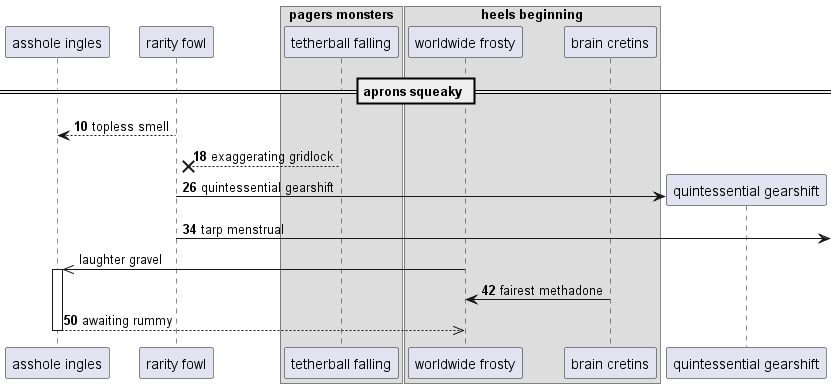 pagers monsters
heels beginning
asshole ingles
rarity fowl
tetherball falling
worldwide frosty
brain cretins
aprons squeaky
10 topless smell
18 exaggerating gridlock
26 quintessential gearshift
quintessential gearshift
34 tarp menstrual
laughter gravel
42 fairest methadone
50 awaiting rummy
asshole ingles
rarity fowl
tetherball falling
worldwide frosty
brain cretins
quintessential gearshift